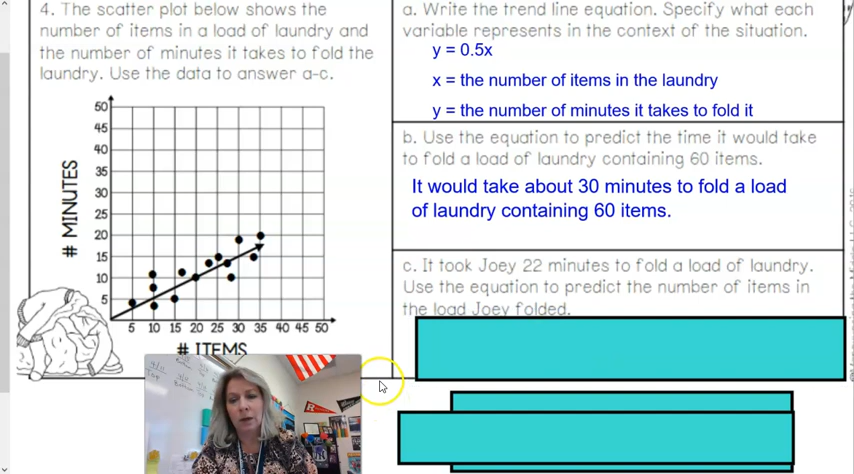 4. The scatter plot below shows the
number of items in a load of laundry and
the number of minutes it takes to fold the
laundry. Use the data to answer a-c.
50
45
40
35
30
25
20
15
10
5
# MINUTES
5 10 15 20 25 30 35 40 45 50
# ITEMS
a. Write the trend line equation. Specify what each
variable represents in the context of the situation.
y = 0.5x
x = the number of items in the laundry
y = the number of minutes it takes to fold it
b. Use the equation to predict the time it would take
to fold a load of laundry containing 60 items.
It would take about 30 minutes to fold a load
of laundry containing 60 items.
c. It took Joey 22 minutes to fold a load of laundry.
Use the equation to predict the number of items in
the load Joey folded.